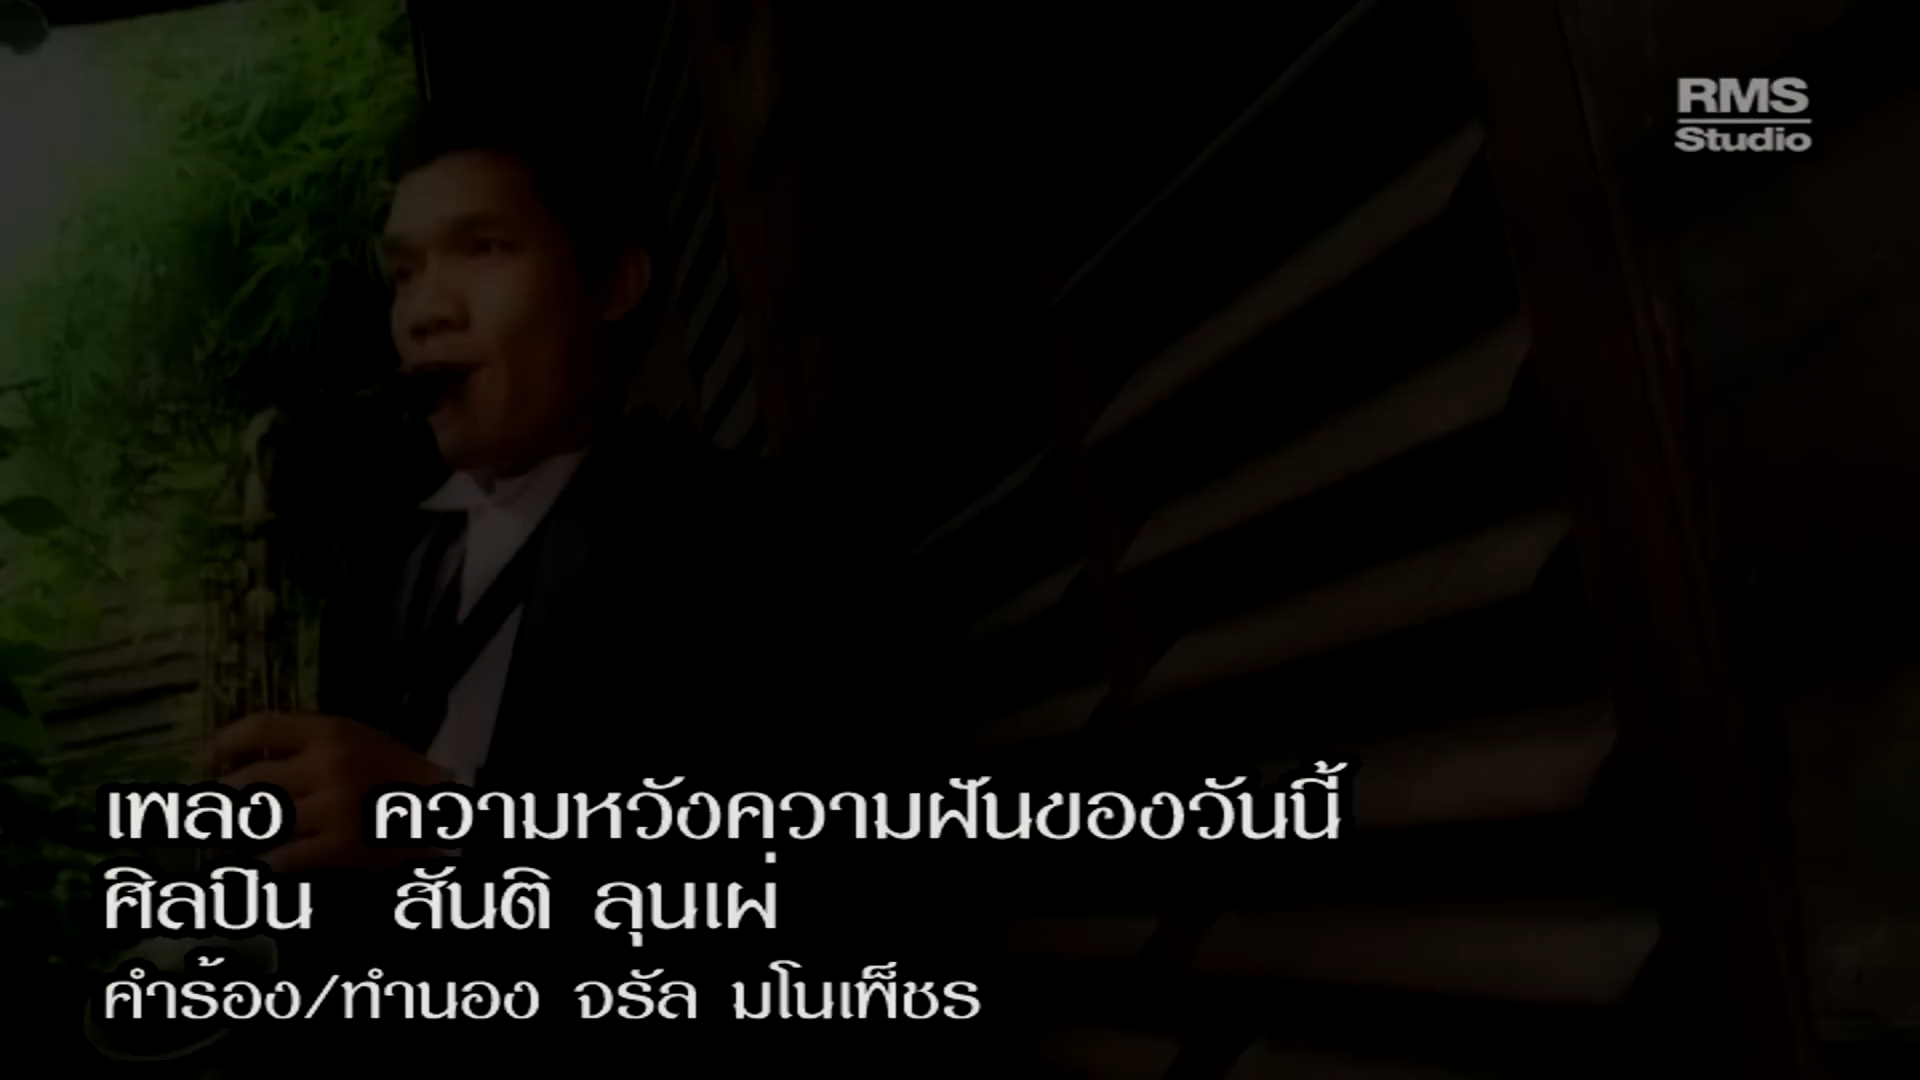 RMS
Studio
เพลง ความหวังความฝันของวันนี้
ศิลปิน สันติ ลุนเผ่
คำร้อง/ทำนอง จรัล มโนเพ็ชร